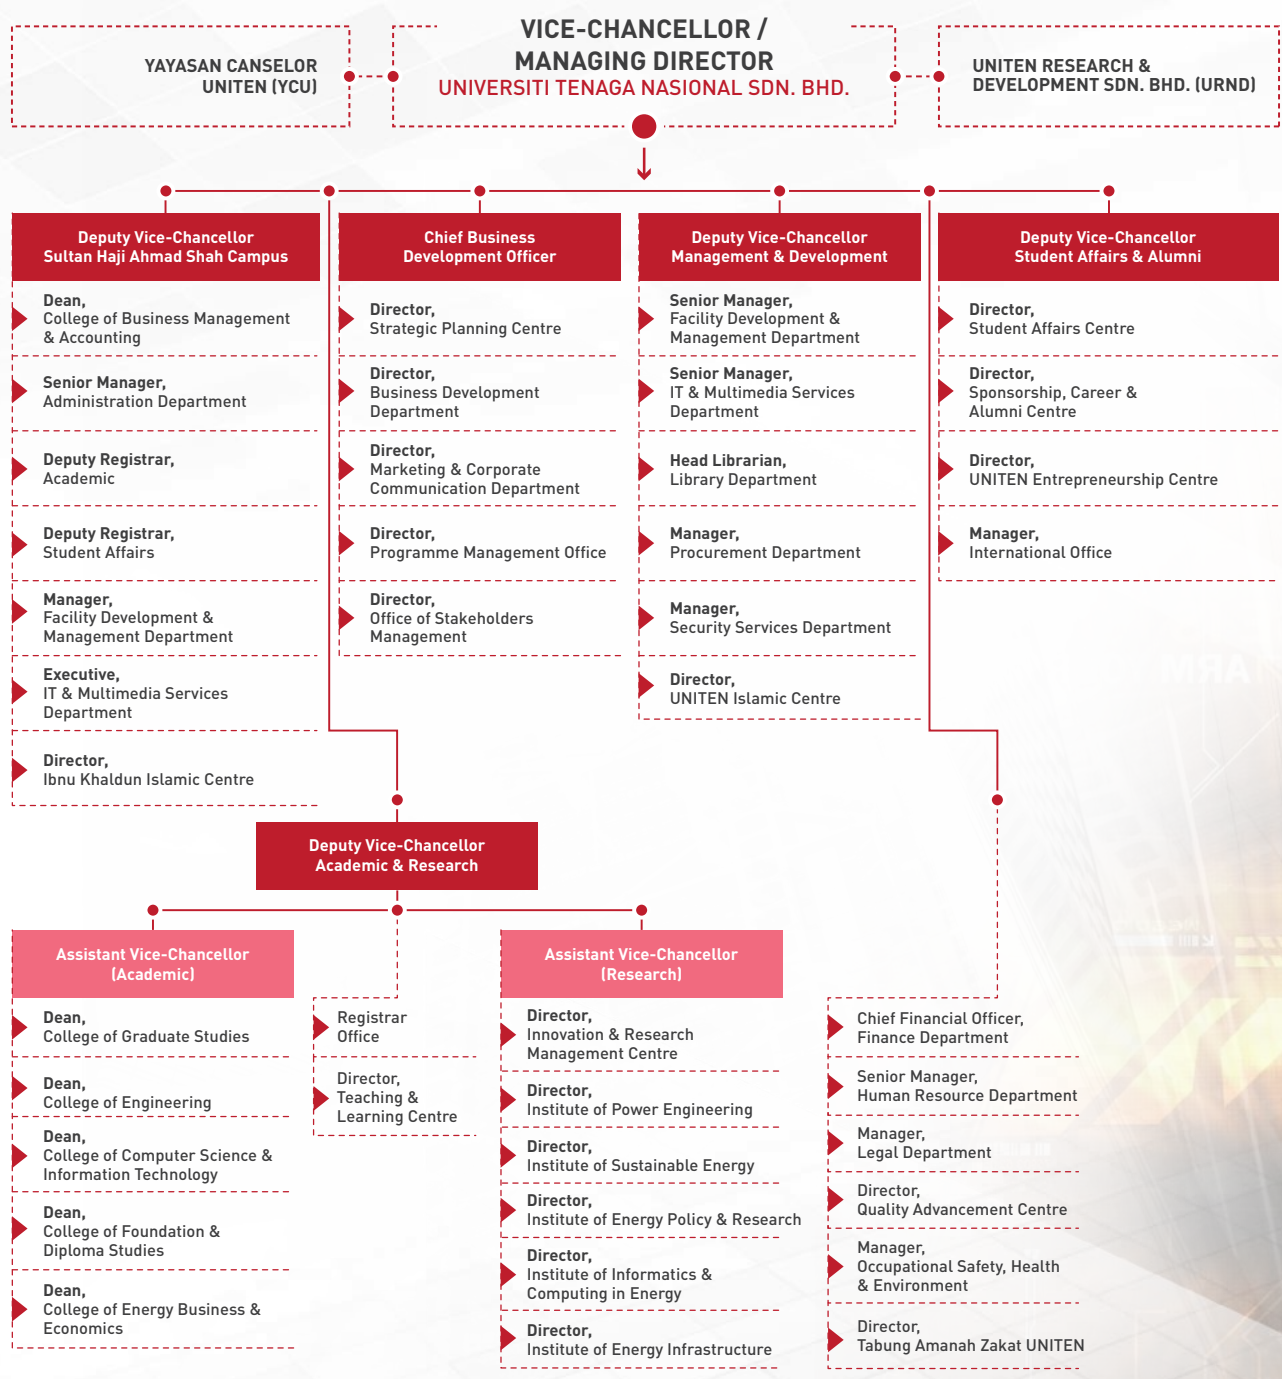 VICE-CHANCELLOR /
MANAGING DIRECTOR
UNIVERSITI TENAGA NASIONAL SDN. BHD.
YAYASAN CANSELOR
UNITEN (YCU)
UNITEN RESEARCH &
DEVELOPMENT SDN. BHD. (URND)
Deputy Vice-Chancellor
Sultan Haji Ahmad Shah Campus
Dean,
College of Business Management
& Accounting
Senior Manager,
Administration Department
Deputy Registrar,
Academic
Deputy Registrar,
Student Affairs
Manager,
Facility Development &
Management Department
Executive,
IT & Multimedia Services
Department
Director,
Ibnu Khaldun Islamic Centre
Chief Business
Development Officer
Director,
Strategic Planning Centre
Director,
Business Development
Department
Director,
Marketing & Corporate
Communication Department
Director,
Programme Management Office
Director,
Office of Stakeholders
Management
Deputy Vice-Chancellor
Management & Development
Senior Manager,
Facility Development &
Management Department
Senior Manager,
IT & Multimedia Services
Department
Head Librarian,
Library Department
Manager,
Procurement Department
Manager,
Security Services Department
Director,
UNITEN Islamic Centre
Deputy Vice-Chancellor
Student Affairs & Alumni
Director,
Student Affairs Centre
Director,
Sponsorship, Career &
Alumni Centre
Director,
UNITEN Entrepreneurship Centre
Manager,
International Office
Deputy Vice-Chancellor
Academic & Research
Assistant Vice-Chancellor
(Academic)
Dean,
College of Graduate Studies
Dean,
College of Engineering
Dean,
College of Computer Science &
Information Technology
Dean,
College of Foundation &
Diploma Studies
Dean,
College of Energy Business &
Economics
Registrar
Office
Director,
Teaching &
Learning Centre
Assistant Vice-Chancellor
(Research)
Director,
Innovation & Research
Management Centre
Director,
Institute of Power Engineering
Director,
Institute of Sustainable Energy
Director,
Institute of Energy Policy & Research
Director,
Institute of Informatics &
Computing in Energy
Director,
Institute of Energy Infrastructure
Chief Financial Officer,
Finance Department
Senior Manager,
Human Resource Department
Manager,
Legal Department
Director,
Quality Advancement Centre
Manager,
Occupational Safety, Health
& Environment
Director,
Tabung Amanah Zakat UNITEN